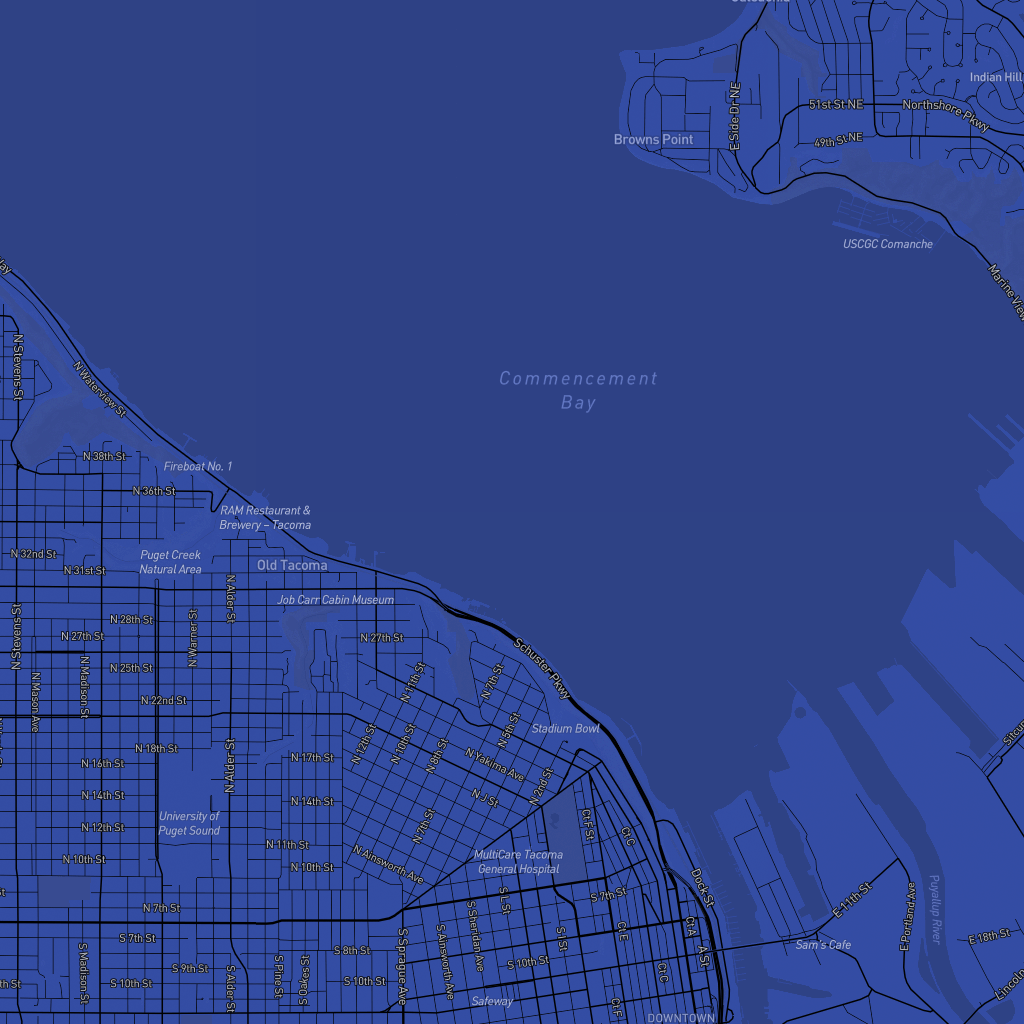 Caledonia
Indian Hill
51st St NE
Northshore Pkwy
E Side Dr NE
Browns Point
49th St NE
USCGC Comanche
Marine View
N Stevens St
N Waterview St
Commencement
Bay
N 38th St
Fireboat No. 1
N 36th St
RAM Restaurant &
Brewery – Tacoma
N 32nd St
Puget Creek
Natural Area
N 31st St
Old Tacoma
N Alder St
Job Carr Cabin Museum
N 28th St
N Warner St
N Stevens St
N 27th St
N 27th St
Schuster Pkwy
N 25th St
N Madison St
N Mason Ave
N 11th St
N 7th St
N 22nd St
N 5th St
Stadium Bowl
N 12th St
N 10th St
N 8th St
N 18th St
N 17th St
N 16th St
N Alder St
N Yakima Ave
N 2nd St
N 14th St
N J St
N 14th St
University of
Puget Sound
N 12th St
N 7th St
Ct F St
Ct C
N 11th St
N 10th St
N 10th St
N Ainsworth Ave
MultiCare Tacoma
General Hospital
Dock St
N 7th St
S L St
S 7th St
E 11th St
E Portland Ave
Puyallup River
S 7th St
S 8th St
S Sprague Ave
S Ainsworth Ave
S Sheridan Ave
S I St
Ct E
Ct A
A St
Sam's Cafe
E 18th St
S 9th St
S 10th St
S 10th St
S 10th St
S Madison St
S Alder St
S Pine St
S Oakes St
Ct C
Safeway
Ct F
DOWNTOWN
Lincoln